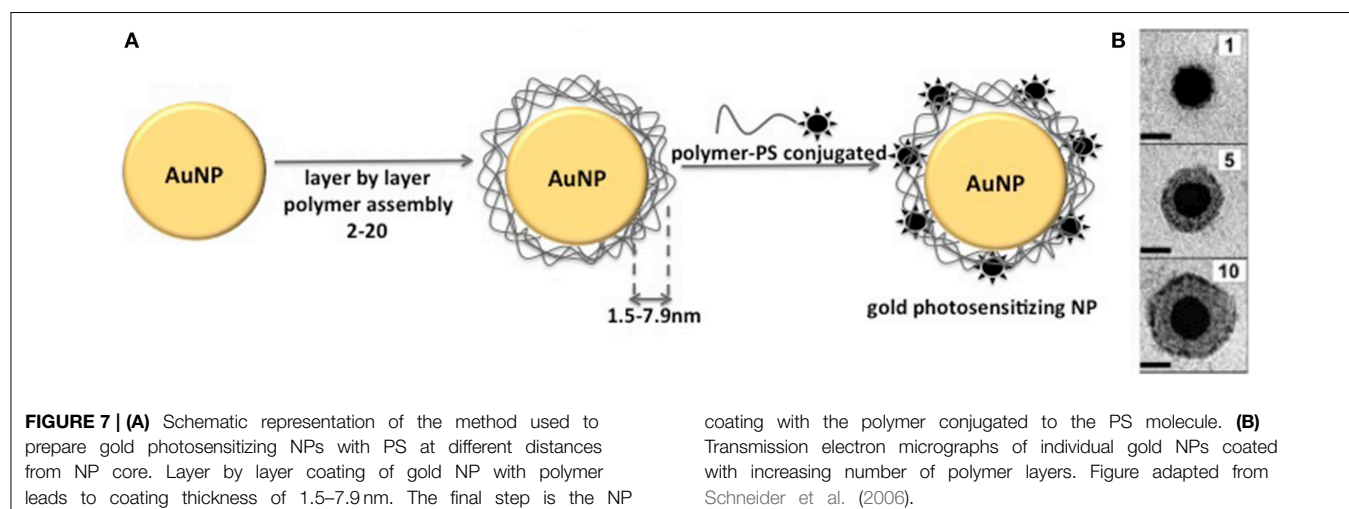 A
B
AuNP
layer by layer
polymer assembly
2-20
AuNP
1.5-7.9nm
polymer-PS conjugated
AuNP
gold photosensitizing NP
1
5
10
FIGURE 7 | (A) Schematic representation of the method used to
prepare gold photosensitizing NPs with PS at different distances
from NP core. Layer by layer coating of gold NP with polymer
leads to coating thickness of 1.5–7.9 nm. The final step is the NP
coating with the polymer conjugated to the PS molecule. (B)
Transmission electron micrographs of individual gold NPs coated
with increasing number of polymer layers. Figure adapted from
Schneider et al. (2006).